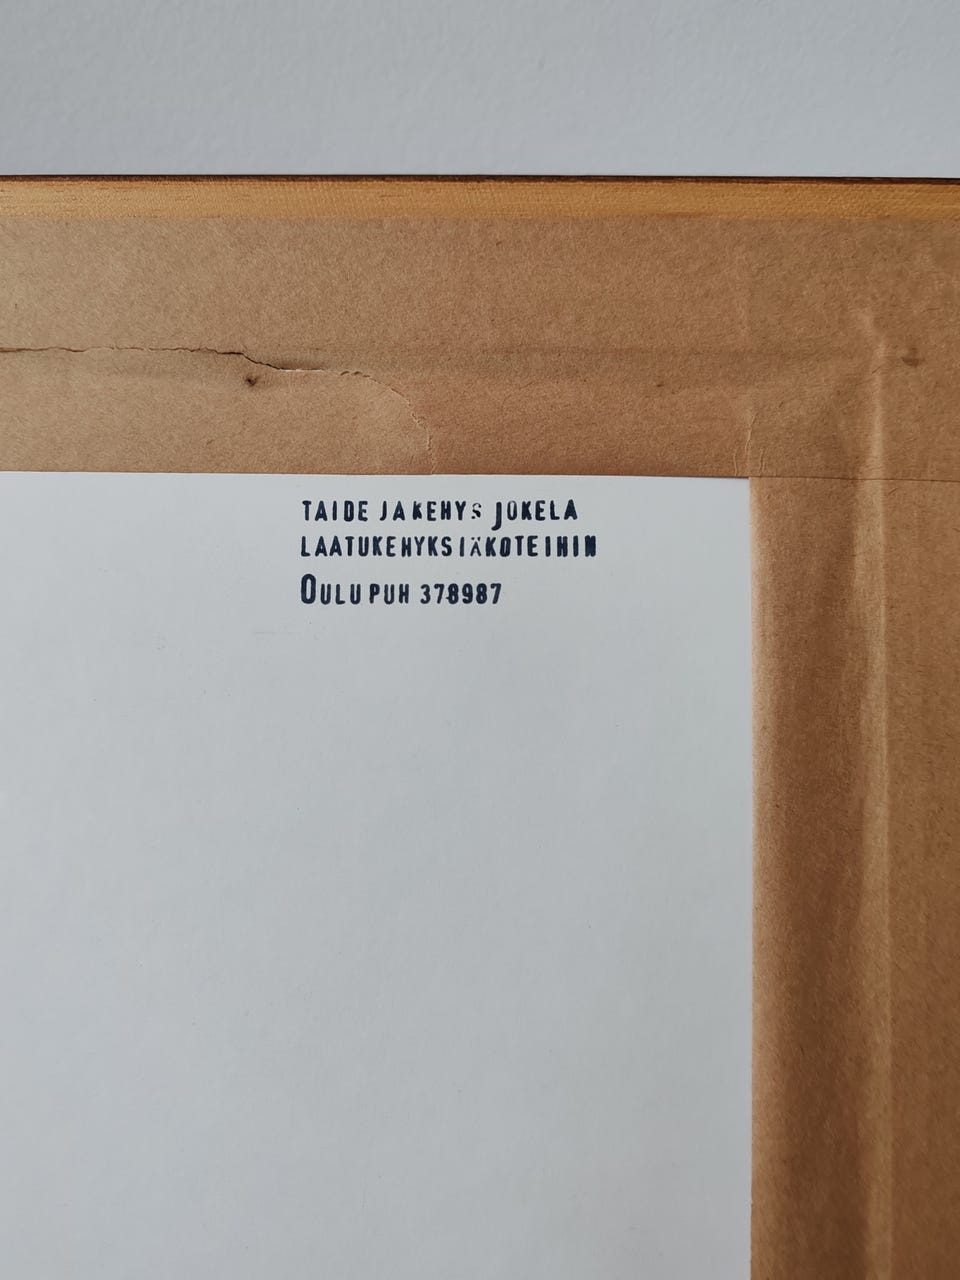 TAIDE JA KEHYS JOKELA
LAATUKEHYKSIÄ KOTEIHIN
OULU PUH 378987